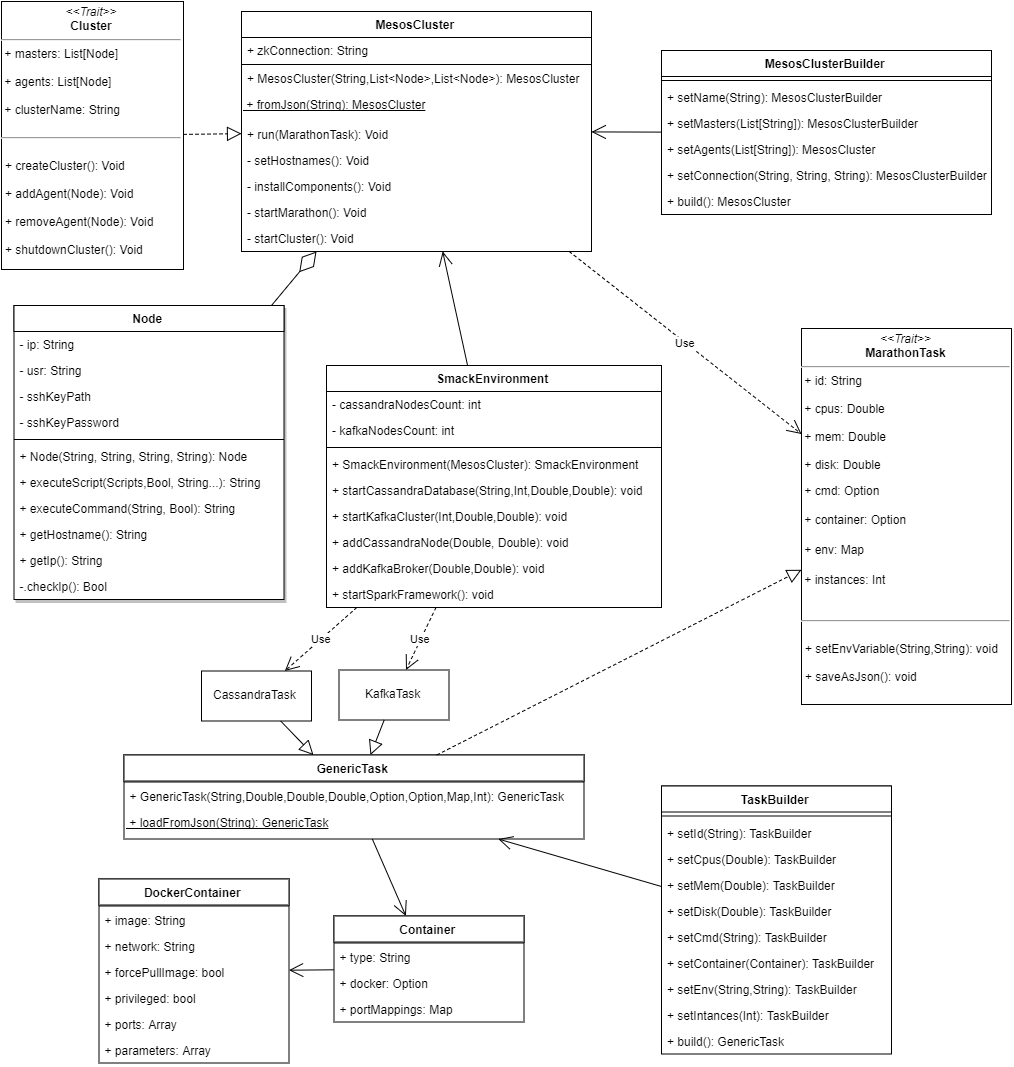 <<Trait>>
Cluster
+ masters: List[Node]
+ agents: List[Node]
+ clusterName: String
+ createCluster(): Void
+ addAgent(Node): Void
+ removeAgent(Node): Void
+ shutdownCluster(): Void
MesosCluster
+ zkConnection: String
+ MesosCluster(String,List<Node>,List<Node>): MesosCluster
+ fromJson(String): MesosCluster
+ run(MarathonTask): Void
- setHostnames(): Void
- installComponents(): Void
- startMarathon(): Void
- startCluster(): Void
MesosClusterBuilder
+ setName(String): MesosClusterBuilder
+ setMasters(List[String]): MesosClusterBuilder
+ setAgents(List[String]): MesosCluster
+ setConnection(String, String, String): MesosClusterBuilder
+ build(): MesosCluster
Node
- ip: String
- usr: String
- sshKeyPath
- sshKeyPassword
+ Node(String, String, String, String): Node
+ executeScript(Scripts,Bool, String...): String
+ executeCommand(String, Bool): String
+ getHostname(): String
+ getIp(): String
-.checkIp(): Bool
SmackEnvironment
- cassandraNodesCount: int
- kafkaNodesCount: int
+ SmackEnvironment(MesosCluster): SmackEnvironment
+ startCassandraDatabase(String,Int,Double,Double): void
+ startKafkaCluster(Int,Double,Double): void
+ addCassandraNode(Double, Double): void
+ addKafkaBroker(Double,Double): void
+ startSparkFramework(): void
Use
<<Trait>>
MarathonTask
+ id: String
+ cpus: Double
+ mem: Double
+ disk: Double
+ cmd: Option
+ container: Option
+ env: Map
+ instances: Int
+ setEnvVariable(String,String): void
+ saveAsJson(): void
Use
Use
CassandraTask
KafkaTask
GenericTask
+ GenericTask(String,Double,Double,Double,Option,Option,Map,Int): GenericTask
+ loadFromJson(String): GenericTask
TaskBuilder
+ setId(String): TaskBuilder
+ setCpus(Double): TaskBuilder
+ setMem(Double): TaskBuilder
+ setDisk(Double): TaskBuilder
+ setCmd(String): TaskBuilder
+ setContainer(Container): TaskBuilder
+ setEnv(String,String): TaskBuilder
+ setIntances(Int): TaskBuilder
+ build(): GenericTask
DockerContainer
+ image: String
+ network: String
+ forcePullImage: bool
+ privileged: bool
+ ports: Array
+ parameters: Array
Container
+ type: String
+ docker: Option
+ portMappings: Map